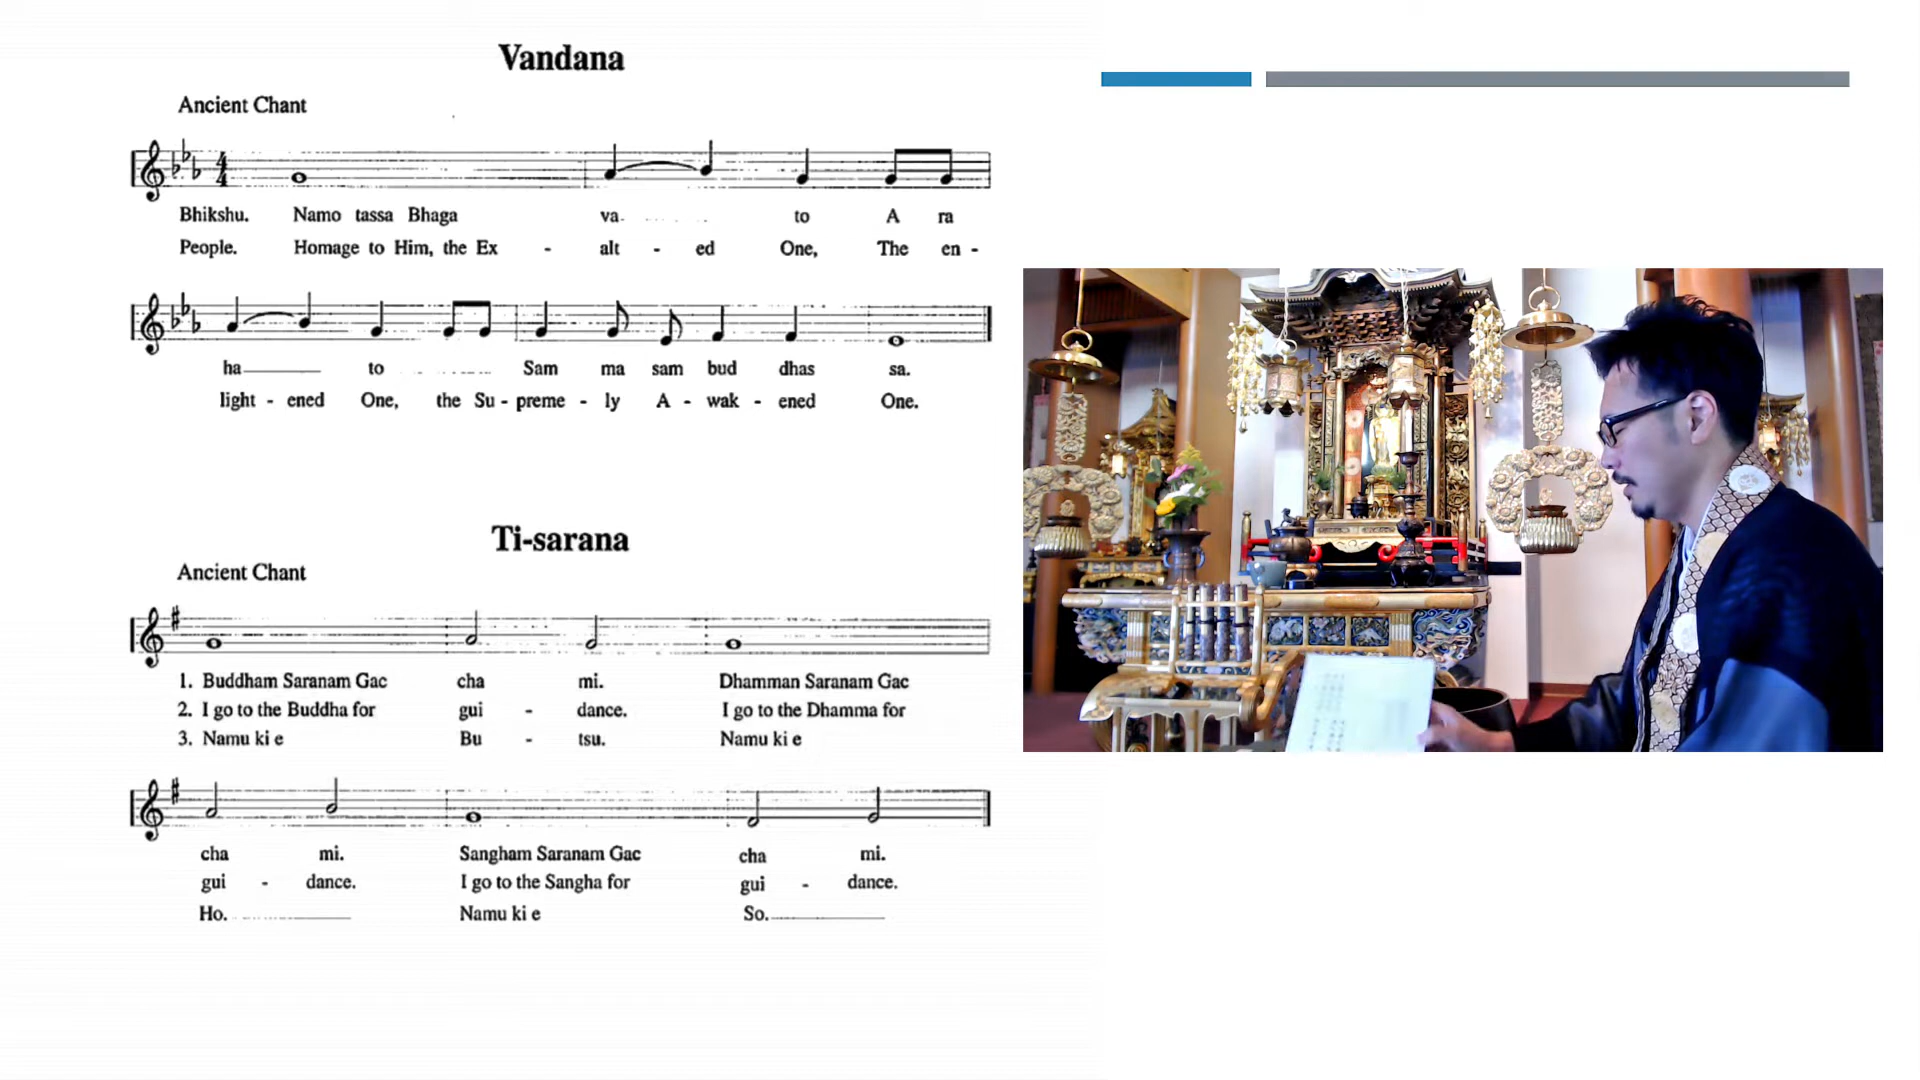 Vandana
Ancient Chant
Bhikshu. Namo tassa Bhaga va to A ra
People. Homage to Him, the Ex - alt - ed One, The en -
ha to Sam ma sam bud dhas sa.
light - ened One, the Su - preme - ly A - wak - ened One.
Ti-sarana
Ancient Chant
1. Buddham Saranam Gac cha mi. Dhamman Saranam Gac
2. I go to the Buddha for gui - dance. I go to the Dhamma for
3. Namu ki e Bu - tsu. Namu ki e
cha mi. Sangham Saranam Gac cha mi.
gui - dance. I go to the Sangha for gui - dance.
Ho. Namu ki e So.